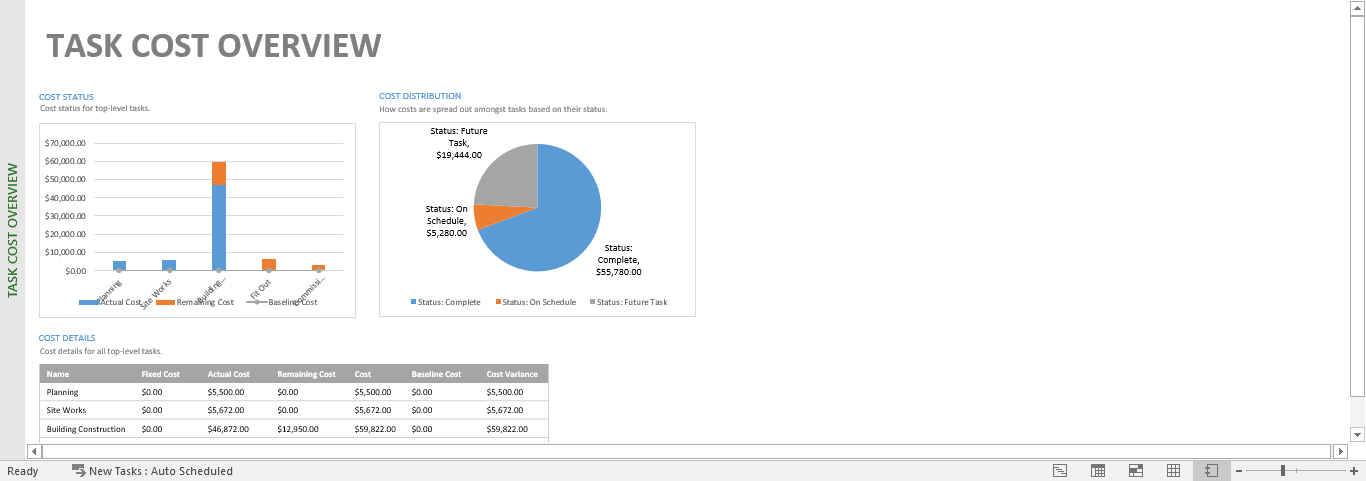 TASK COST OVERVIEW
TASK COST OVERVIEW
COST STATUS
Cost status for top-level tasks.
$70,000.00
$60,000.00
$50,000.00
$40,000.00
$30,000.00
$20,000.00
$10,000.00
$0.00
Planning
Site Works
Building...
Fit Out
Commissi...
Actual Cost
Remaining Cost
Baseline Cost
COST DISTRIBUTION
How costs are spread out amongst tasks based on their status.
Status: Future
Task,
$19,444.00
Status: On
Schedule,
$5,280.00
Status:
Complete,
$55,780.00
Status: Complete Status: On Schedule Status: Future Task
COST DETAILS
Cost details for all top-level tasks.
Name Fixed Cost Actual Cost Remaining Cost Cost Baseline Cost Cost Variance
Planning $0.00 $5,500.00 $0.00 $5,500.00 $0.00 $5,500.00
Site Works $0.00 $5,672.00 $0.00 $5,672.00 $0.00 $5,672.00
Building Construction $0.00 $46,872.00 $12,950.00 $59,822.00 $0.00 $59,822.00
Ready New Tasks : Auto Scheduled